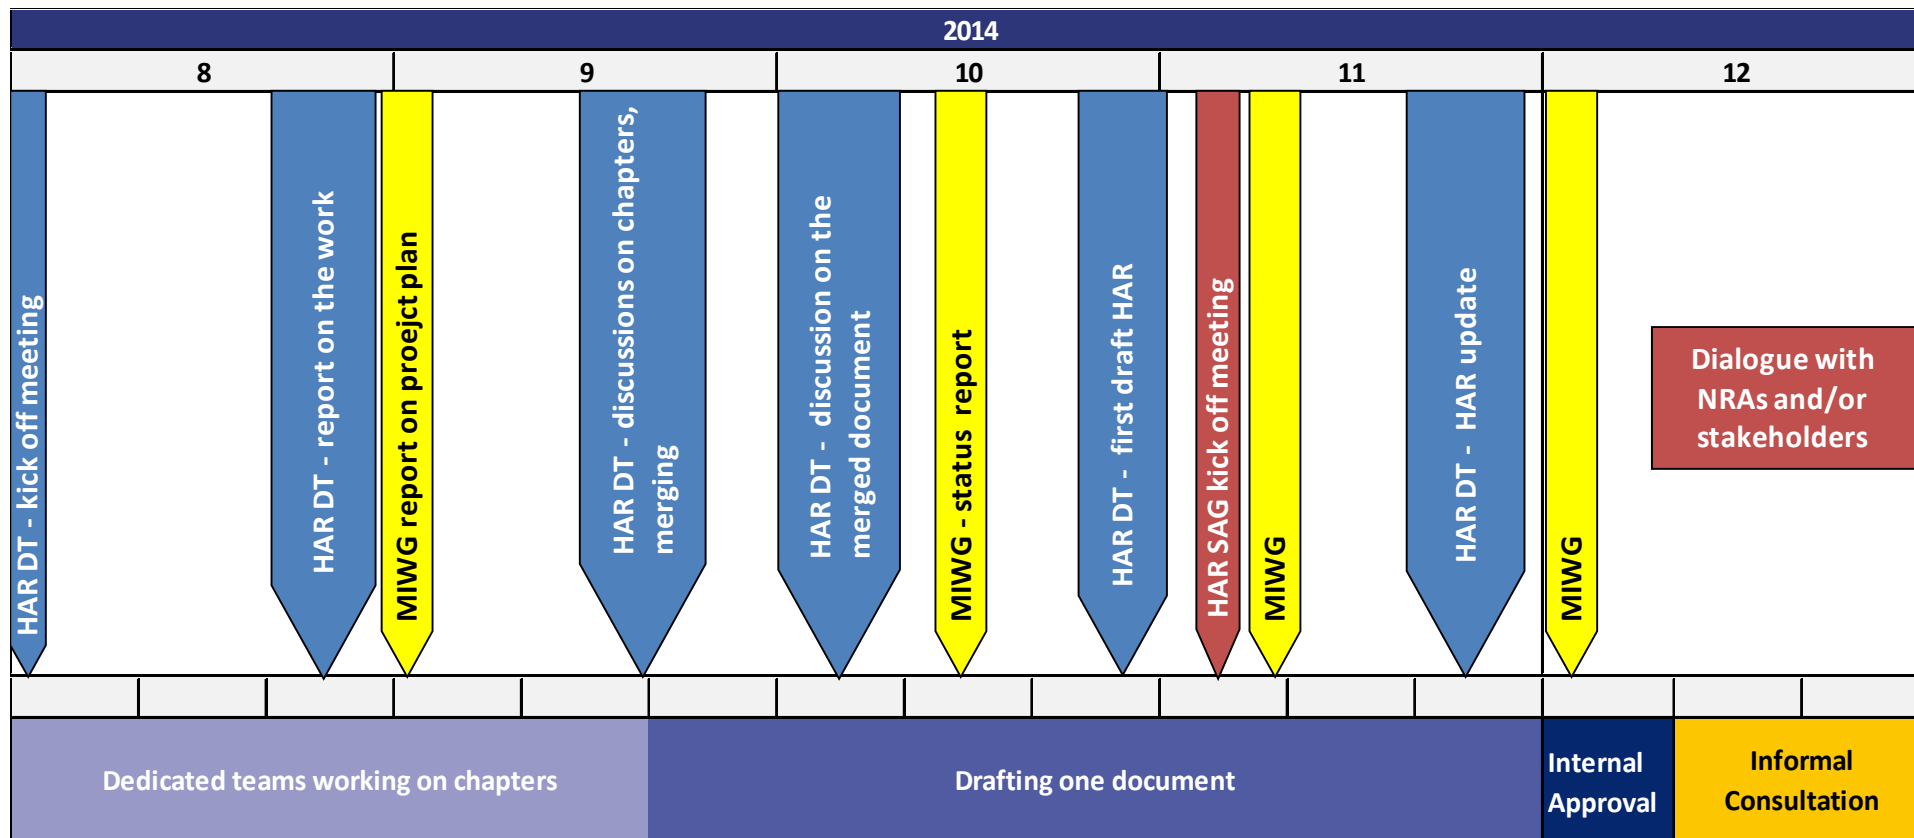 2014
8
9
10
11
12
HAR DT - kick off meeting
HAR DT - report on the work
MIWG report on proejct plan
HAR DT - discussions on chapters,
merging
HAR DT - discussion on the
merged document
MIWG - status report
HAR DT - first draft HAR
HAR SAG kick off meeting
MIWG
HAR DT - HAR update
MIWG
Dialogue with
NRAs and/or
stakeholders
Dedicated teams working on chapters
Drafting one document
Internal
Approval
Informal
Consultation